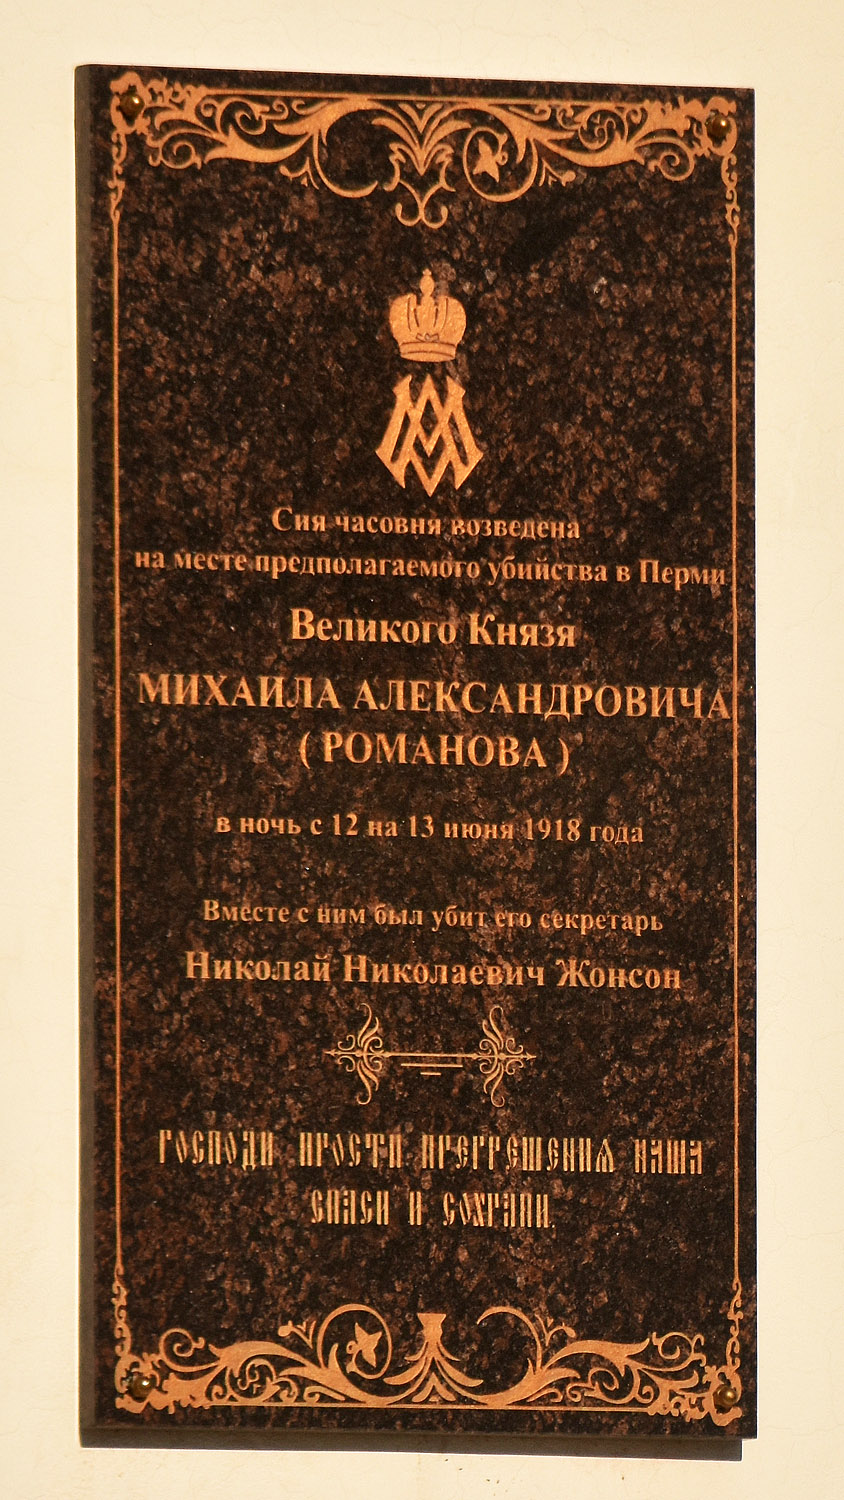 Сия часовня возведена
на месте предполагаемого убийства в Перми
Великого Князя
МИХАИЛА АЛЕКСАНДРОВИЧА
( РОМАНОВА )
в ночь с 12 на 13 июня 1918 года
Вместе с ним был убит его секретарь
Николай Николаевич Жонсон
ГОСПОДИ ПРОСТИ ПРЕГРЕШЕНИЯ НАША
СПАСИ И СОХРАНИ.